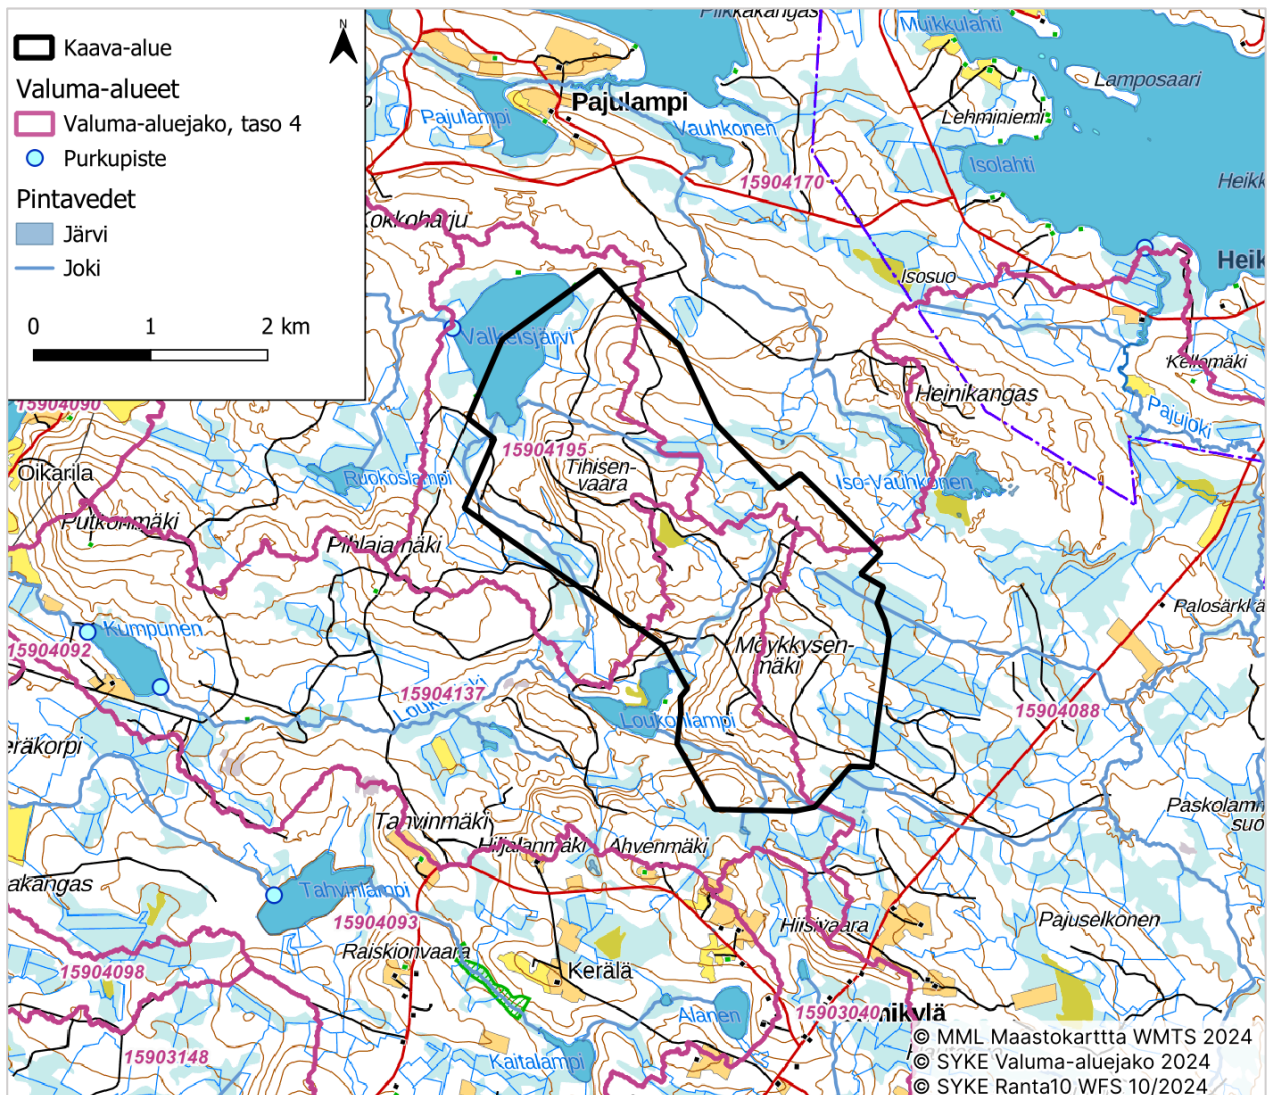 N
Kaava-alue
Valuma-alueet
Valuma-aluejako, taso 4
Purkupiste
Pintavedet
Järvi
Joki
0 1 2 km
Muikkulahti
Lamposaari
Pajulampi
Pajulampi
Vauhkonen
Lehminiemi
Isolahti
15904170
Heik
Isosuo
Valkeisjärvi
Kellomäki
15904090
Heinikangas
Pajujoki
15904195
Oikarila
Tihisen-
vaara
Ruokoslampi
Iso-Vauhkonen
Putkonmäki
Pihlajamäki
Palosärkkä
Kumpunen
15904092
Möykkysen-
mäki
15904137
Loukonlampi
15904088
eräkorpi
Paskolamm
suo
Tahvinmäki
Hiljalanmäki
Ahvenmäki
akangas
Tahvinlampi
15904093
Hiisivaara
Pajuselkonen
Raiskionvaara
15904098
Kerälä
Alanen
15903040
nikylä
15903148
Kaitalampi
© MML Maastokarttta WMTS 2024
© SYKE Valuma-aluejako 2024
© SYKE Ranta10 WFS 10/2024